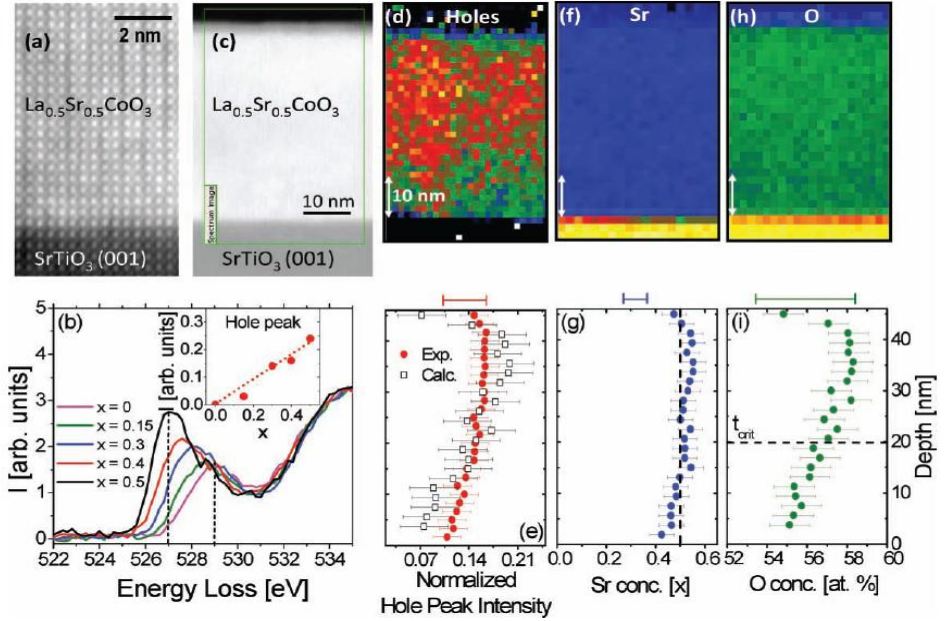 (a)
2 nm
La0.5Sr0.5CoO3
SrTiO3 (001)
(c)
La0.5Sr0.5CoO3
Spectrum Image
10 nm
SrTiO3 (001)
(d) Holes
10 nm
(f) Sr
(h) O
(b)
I [arb. units]
5
4
3
2
1
0
x = 0
x = 0.15
x = 0.3
x = 0.4
x = 0.5
522 524 526 528 530 532 534
Energy Loss [eV]
I [arb. units]
0.3
0.2
0.1
0.0
Hole peak
0.0 0.2 0.4
x
Exp.
Calc.
(e)
0.07 0.14 0.21
Normalized
Hole Peak Intensity
(g)
0.0 0.2 0.4 0.6
Sr conc. [x]
(i)
tcrit
52 54 56 58
O conc. [at. %]
40
30
20
10
0
Depth [nm]